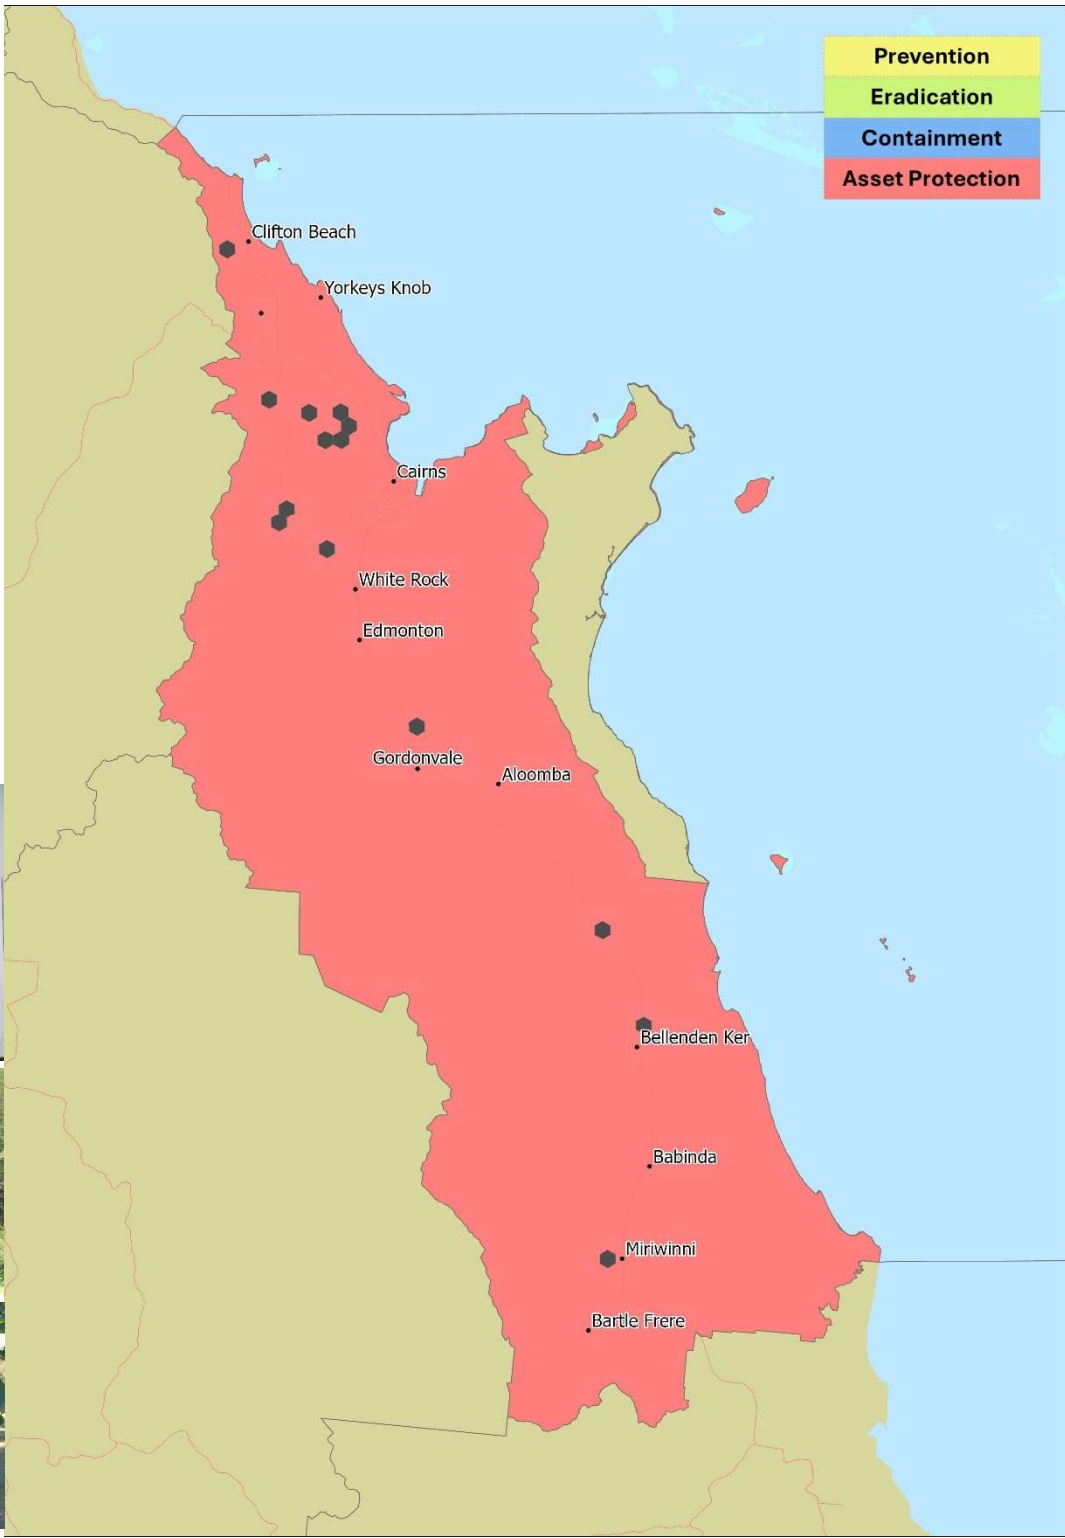 Prevention
Eradication
Containment
Asset Protection
Clifton Beach
Yorkeys Knob
Cairns
White Rock
Edmonton
Gordonvale
Aloomba
Bellenden Ker
Babinda
Miriwinni
Bartle Frere